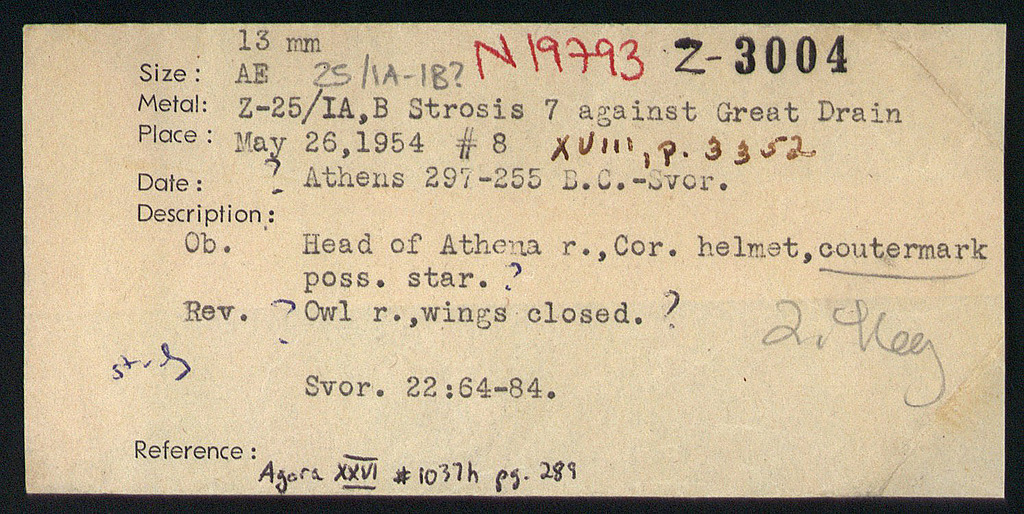 13 mm N19793 Z-3004
Size: AE 25/IA-IB?
Metal: Z-25/IA,B Strosis 7 against Great Drain
Place: May 26,1954 #8 XVIII, p. 3352
Date: ? Athens 297-255 B.C.-Svor.
Description:
Ob. Head of Athena r.,Cor. helmet,coutermark
poss. star. ?
Rev. ? Owl r.,wings closed. ?
study
Svor. 22:64-84.
Reference:
Agora XXVI #1037h pg. 289